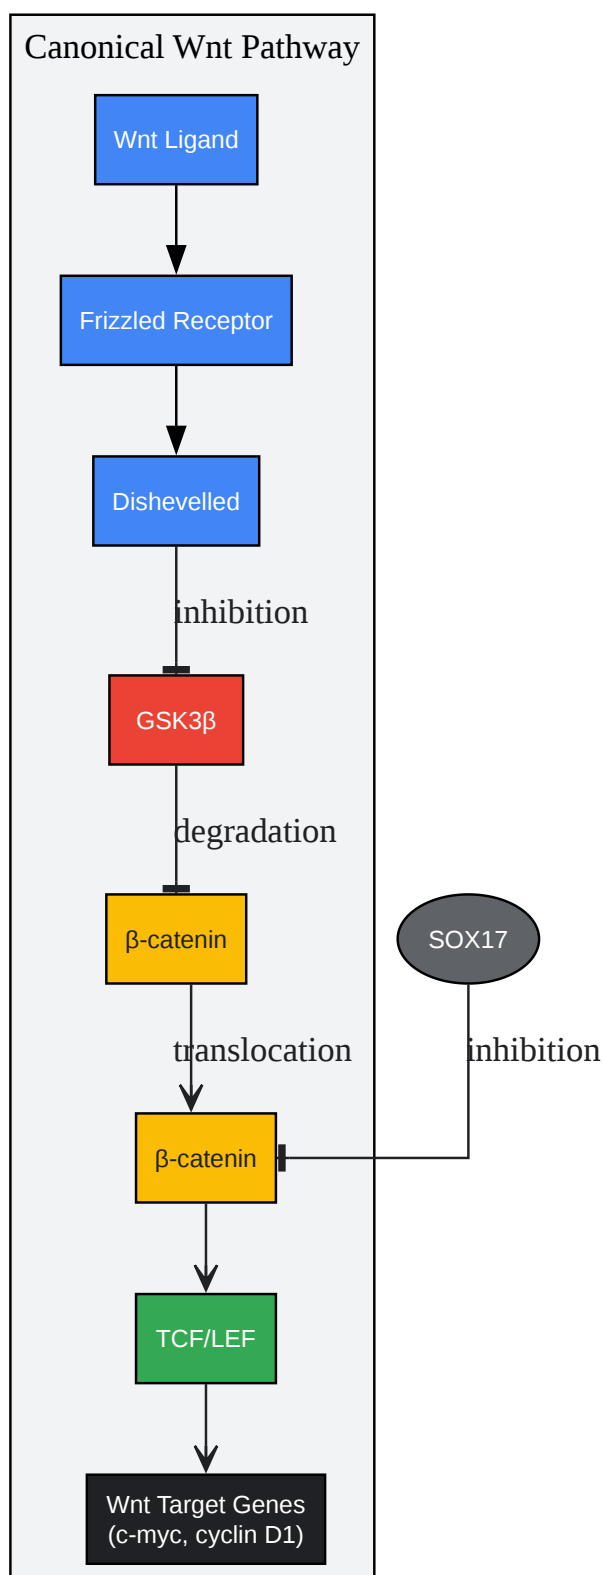 Canonical Wnt Pathway
Wnt Ligand
Frizzled Receptor
Dishevelled
inhibition
GSK3β
degradation
β-catenin
SOX17
translocation
inhibition
β-catenin
TCF/LEF
Wnt Target Genes
(c-myc, cyclin D1)